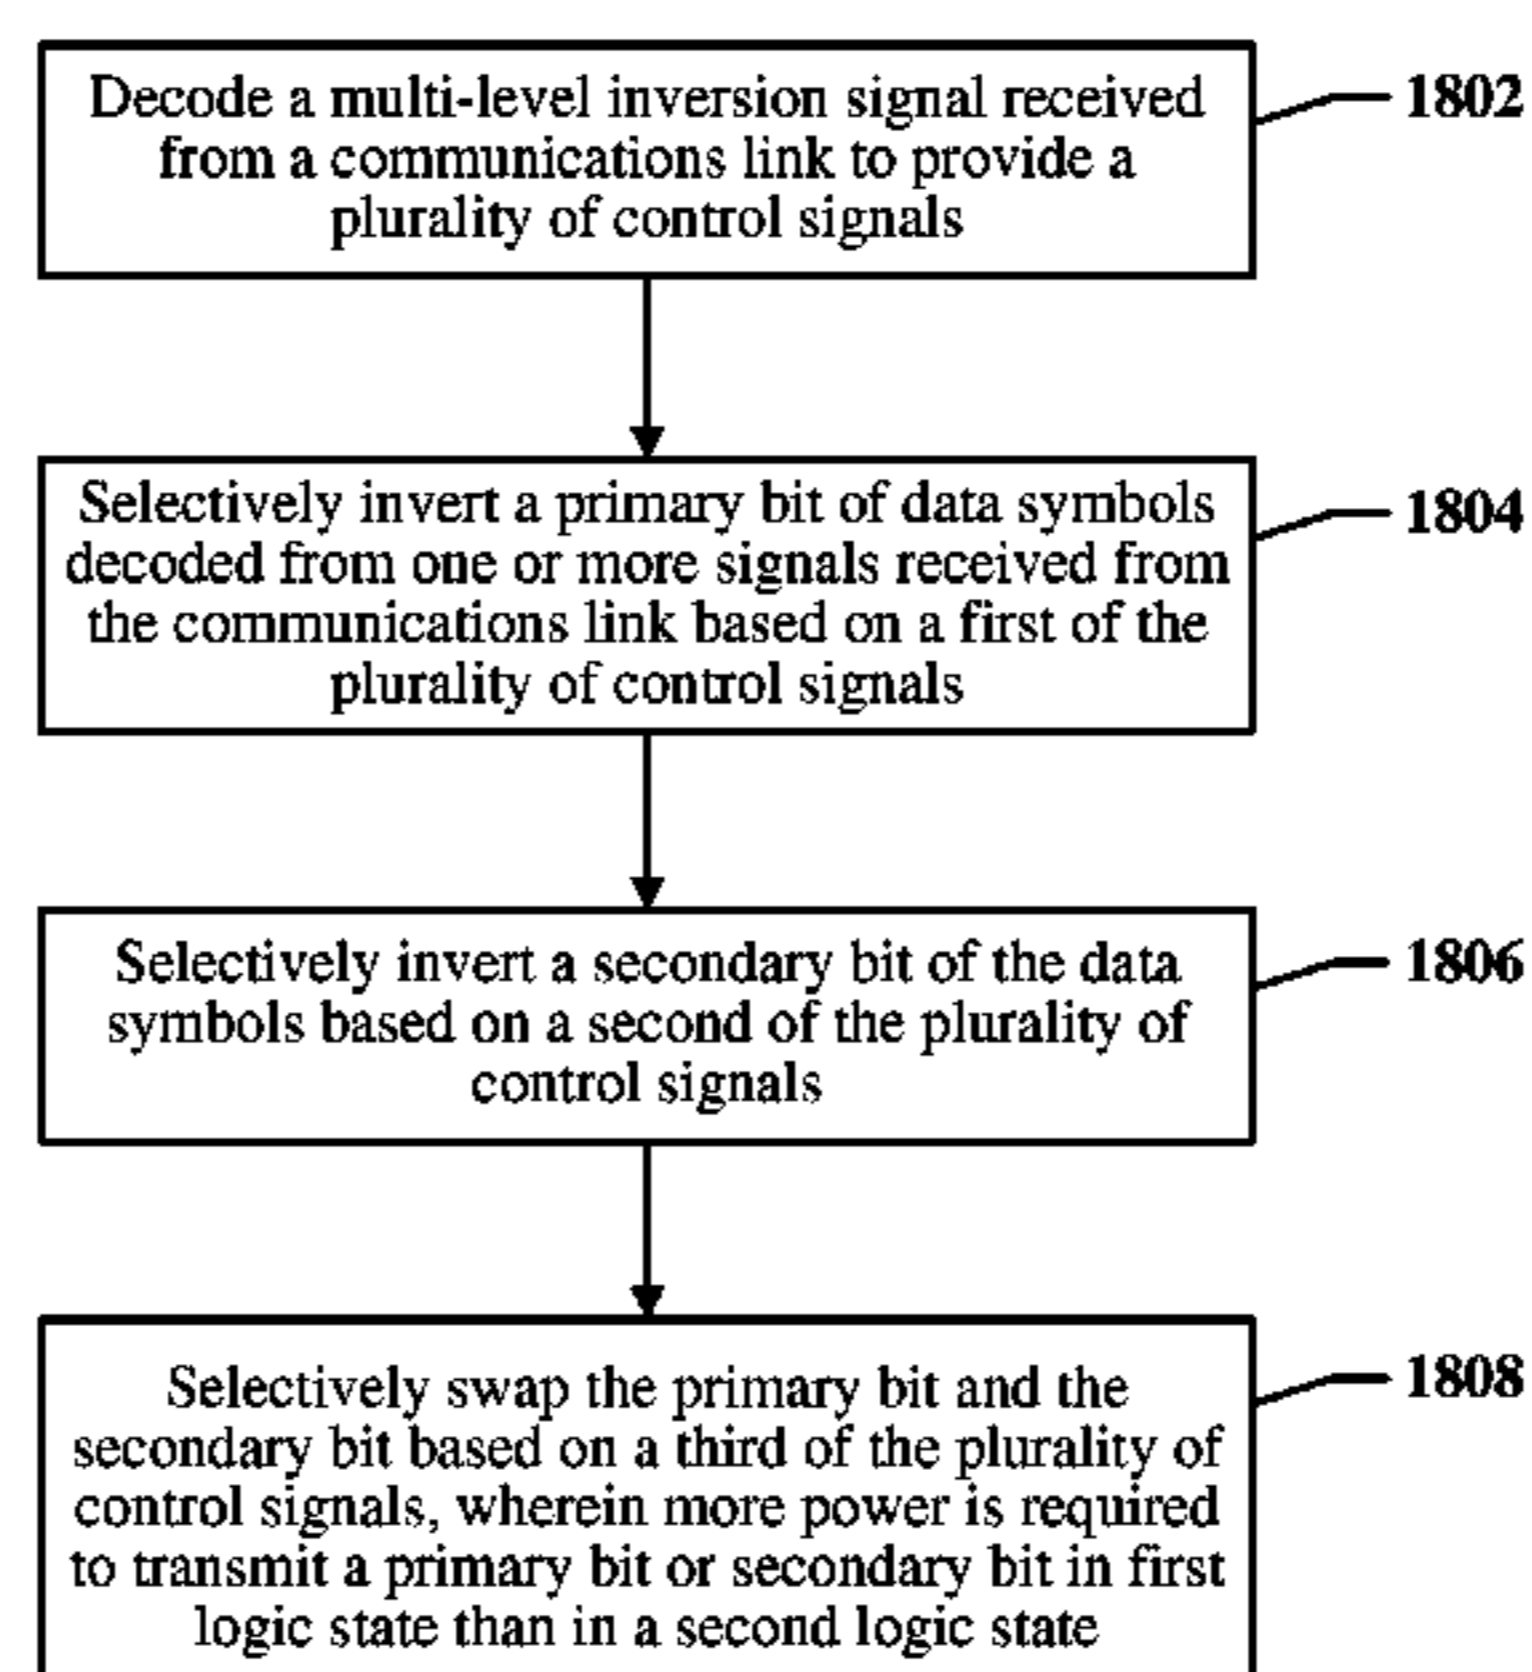 Decode a multi-level inversion signal received
from a communications link to provide a
plurality of control signals
1802
Selectively invert a primary bit of data symbols
decoded from one or more signals received from
the communications link based on a first of the
plurality of control signals
1804
Selectively invert a secondary bit of the data
symbols based on a second of the plurality of
control signals
1806
Selectively swap the primary bit and the
secondary bit based on a third of the plurality of
control signals, wherein more power is required
to transmit a primary bit or secondary bit in first
logic state than in a second logic state
1808